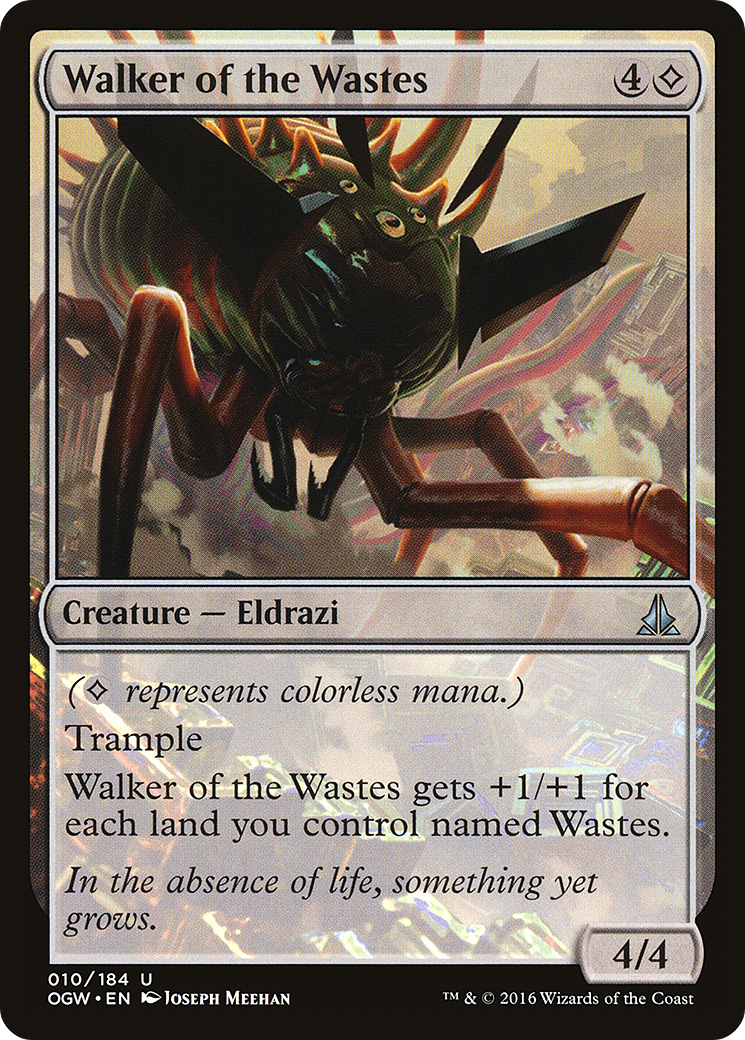 Walker of the Wastes 4
Creature — Eldrazi
( represents colorless mana.)
Trample
Walker of the Wastes gets +1/+1 for
each land you control named Wastes.
In the absence of life, something yet
grows.
4/4
010/184 U
OGW • EN Joseph Meehan
™ & © 2016 Wizards of the Coast